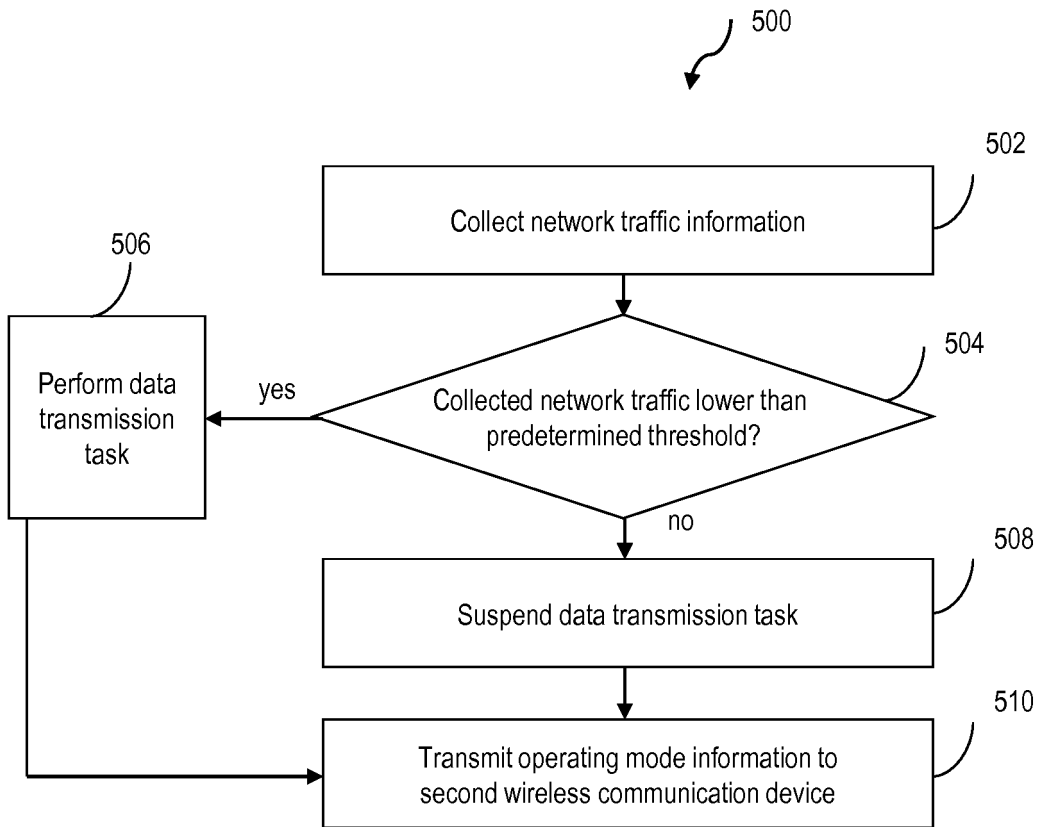 500
502
Collect network traffic information
506
504
Perform data
transmission
task
yes
Collected network traffic lower than
predetermined threshold?
no
508
Suspend data transmission task
510
Transmit operating mode information to
second wireless communication device